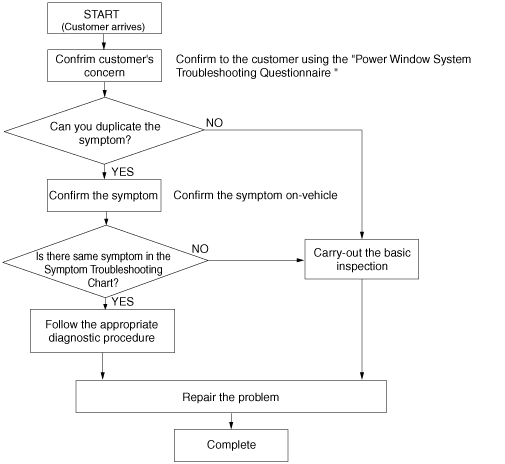 START
(Customer arrives)
Confrim customer's
concern
Confirm to the customer using the "Power Window System
Troubleshooting Questionnaire "
Can you duplicate the
symptom?
NO
YES
Confirm the symptom
Confirm the symptom on-vehicle
Is there same symptom in the
Symptom Troubleshooting
Chart?
NO
Carry-out the basic
inspection
YES
Follow the appropriate
diagnostic procedure
Repair the problem
Complete